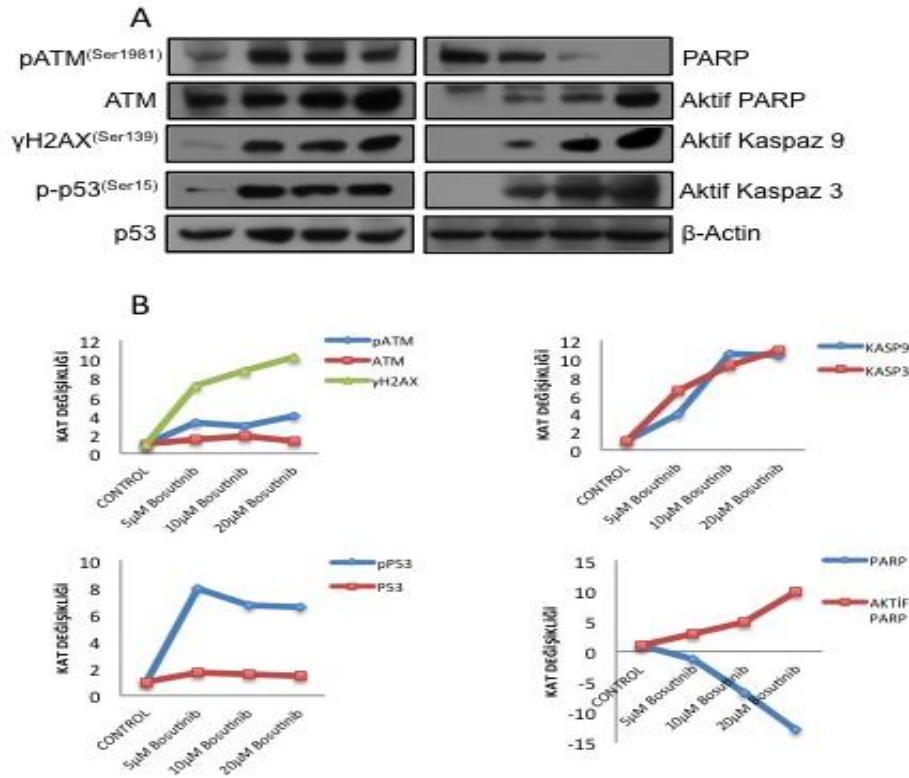 A
pATM(Ser1981)
PARP
ATM
Aktif PARP
γH2AX(Ser139)
Aktif Kaspaz 9
p-p53(Ser15)
Aktif Kaspaz 3
p53
β-Actin
B
KAT DEĞİŞİKLİĞİ
12
10
8
6
4
2
0
CONTROL
5μM Bosutinib
10μM Bosutinib
20μM Bosutinib
pATM
ATM
γH2AX
KAT DEĞİŞİKLİĞİ
12
10
8
6
4
2
0
CONTROL
5μM Bosutinib
10μM Bosutinib
20μM Bosutinib
KASP9
KASP3
KAT DEĞİŞİKLİĞİ
10
8
6
4
2
0
CONTROL
5μM Bosutinib
10μM Bosutinib
20μM Bosutinib
pP53
P53
KAT DEĞİŞİKLİĞİ
15
10
5
0
-5
-10
-15
CONTROL
5μM Bosutinib
10μM Bosutinib
20μM Bosutinib
PARP
AKTİF
PARP